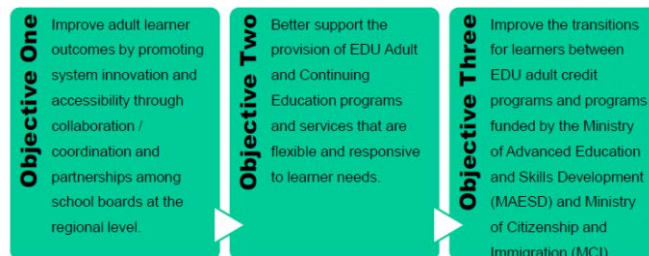 Objective One
Improve adult learner
outcomes by promoting
system innovation and
accessibility through
collaboration /
coordination and
partnerships among
school boards at the
regional level.
Objective Two
Better support the
provision of EDU Adult
and Continuing
Education programs
and services that are
flexible and responsive
to learner needs.
Objective Three
Improve the transitions
for learners between
EDU adult credit
programs and programs
funded by the Ministry
of Advanced Education
and Skills Development
(MAESD) and Ministry
of Citizenship and
Immigration (MCI)